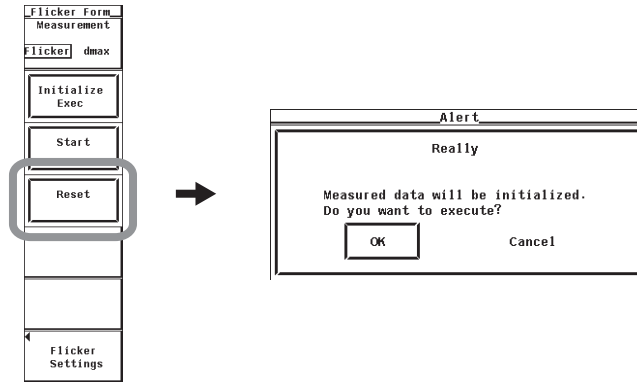 Flicker Form
Measurement
Flicker dmax
Initialize
Exec
Start
Reset
Flicker
Settings
Alert
Really
Measured data will be initialized.
Do you want to execute?
OK Cancel